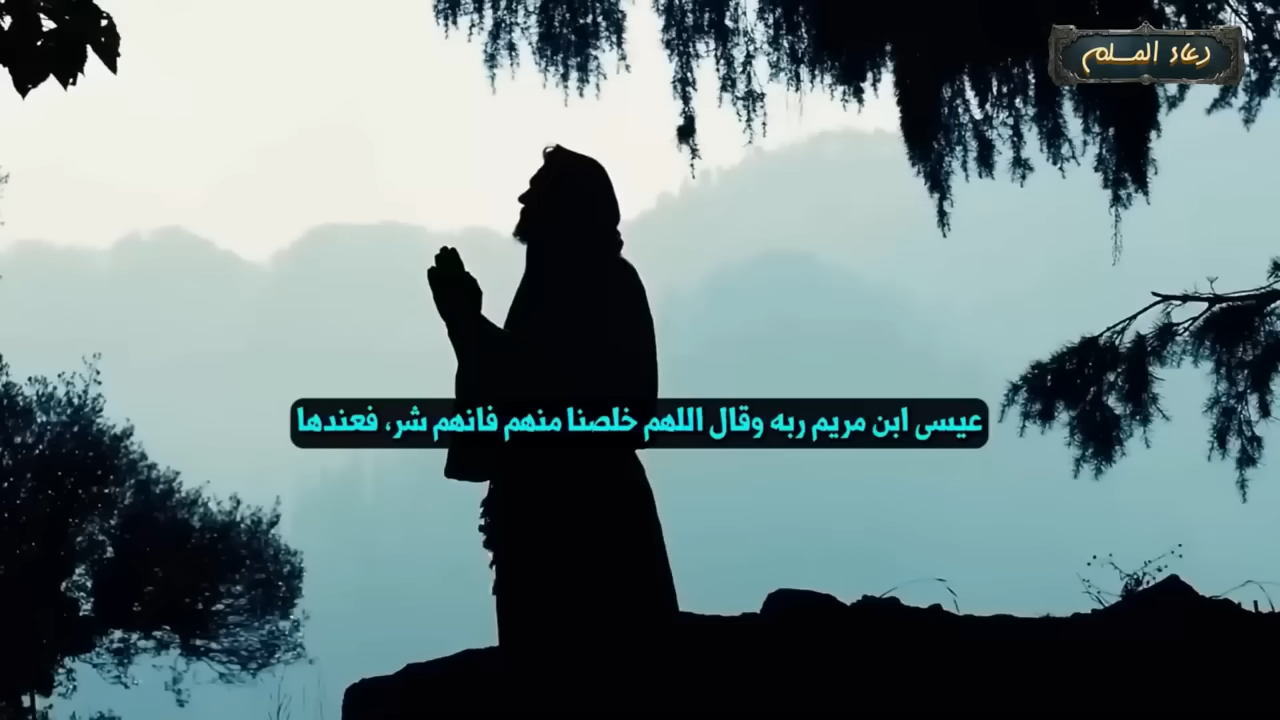 دعاء المسلم
عيسى ابن مريم ربه وقال اللهم خلصنا منهم فانهم شر، فعندها